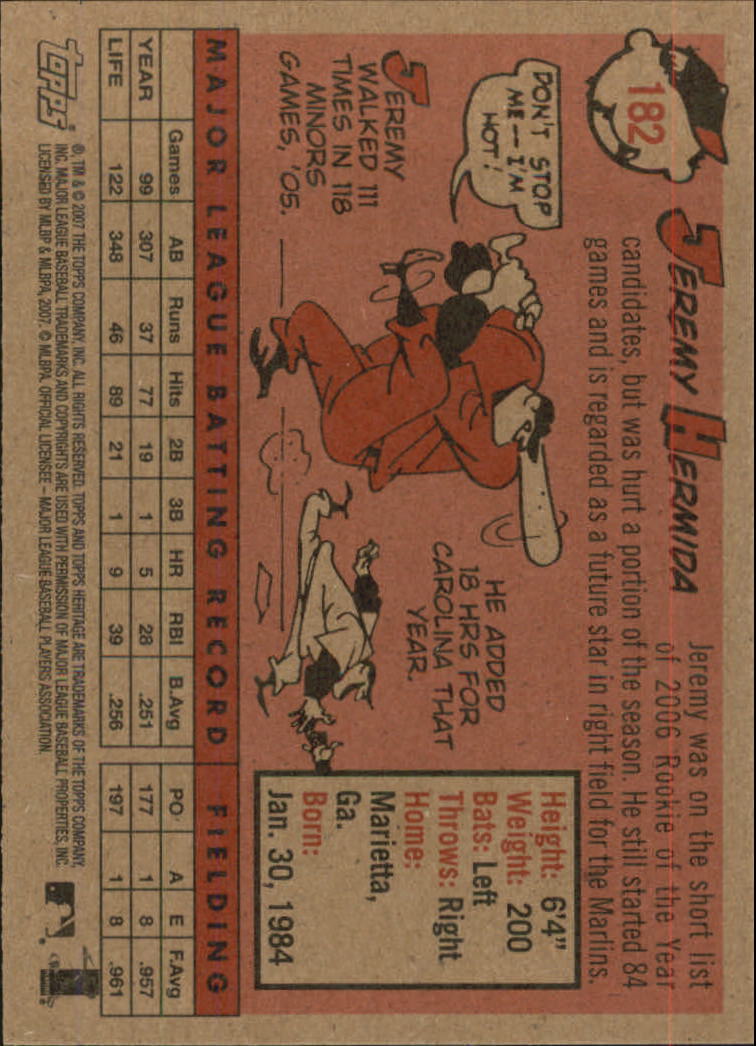 182
JEREMY HERMIDA
Jeremy was on the short list
of 2006 Rookie of the Year
candidates, but was hurt a portion of the season. He still started 84
games and is regarded as a future star in right field for the Marlins.
DON'T STOP
ME — I'M
HOT!
JEREMY
WALKED 111
TIMES IN 118
MINORS
GAMES, '05.
HE ADDED
18 HRS FOR
CAROLINA THAT
YEAR.
Height: 6'4"
Weight: 200
Bats: Left
Throws: Right
Home:
Marietta,
Ga.
Born:
Jan. 30, 1984
MAJOR LEAGUE BATTING RECORD FIELDING
Games AB Runs Hits 2B 3B HR RBI B.Avg PO A E F.Avg
YEAR 99 307 37 77 19 1 5 28 .251 177 1 8 .957
LIFE 122 348 46 89 21 1 9 39 .256 197 1 8 .961
TOPPS
®, TM & © 2007 THE TOPPS COMPANY, INC. ALL RIGHTS RESERVED. TOPPS AND TOPPS HERITAGE ARE TRADEMARKS OF THE TOPPS COMPANY,
INC. MAJOR LEAGUE BASEBALL TRADEMARKS AND COPYRIGHTS ARE USED WITH PERMISSION OF MAJOR LEAGUE BASEBALL PROPERTIES, INC.
LICENSED BY MLBP & MLBPA, 2007. © MLBPA. OFFICIAL LICENSEE – MAJOR LEAGUE BASEBALL PLAYERS ASSOCIATION.